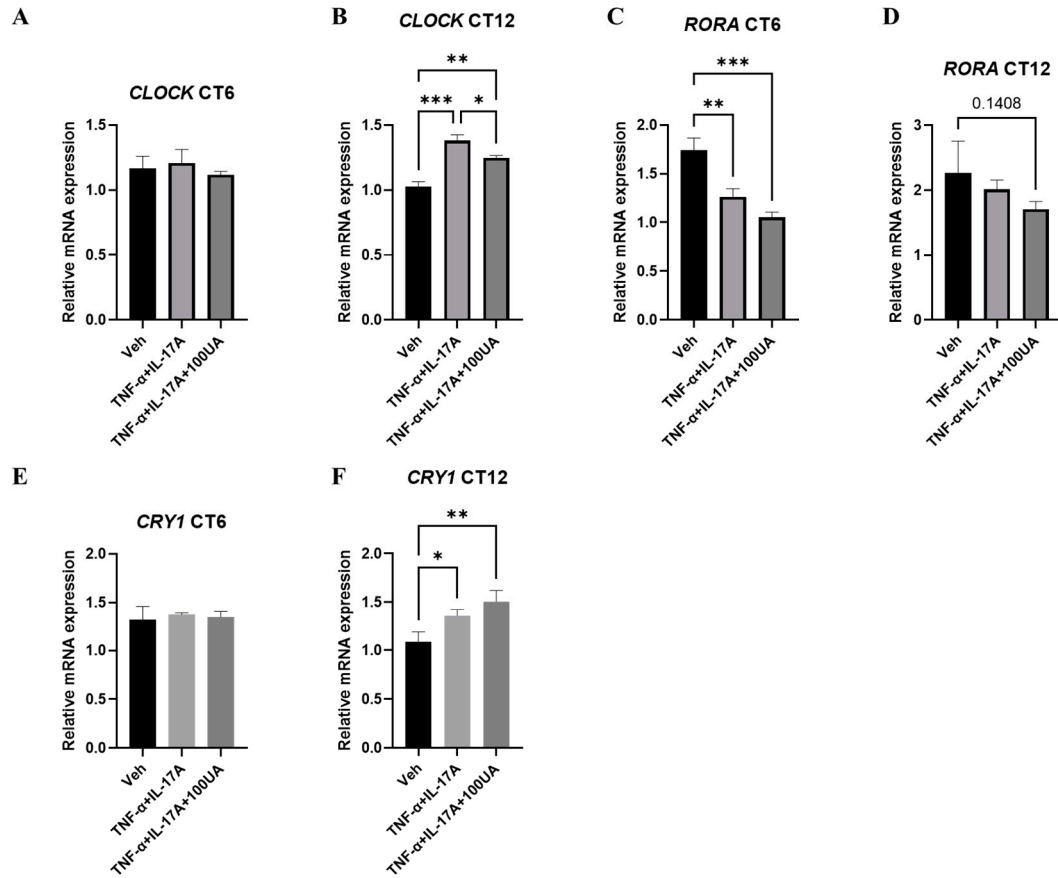 A
CLOCK CT6
Relative mRNA expression
1.5
1.0
0.5
0.0
Veh
TNF-α+IL-17A
TNF-α+IL-17A+100UA
B
CLOCK CT12
**
***
*
Relative mRNA expression
1.5
1.0
0.5
0.0
Veh
TNF-α+IL-17A
TNF-α+IL-17A+100UA
C
RORA CT6
***
**
Relative mRNA expression
2.0
1.5
1.0
0.5
0.0
Veh
TNF-α+IL-17A
TNF-α+IL-17A+100UA
D
RORA CT12
0.1408
Relative mRNA expression
3
2
1
0
Veh
TNF-α+IL-17A
TNF-α+IL-17A+100UA
E
CRY1 CT6
Relative mRNA expression
2.0
1.5
1.0
0.5
0.0
Veh
TNF-α+IL-17A
TNF-α+IL-17A+100UA
F
CRY1 CT12
**
*
Relative mRNA expression
2.0
1.5
1.0
0.5
0.0
Veh
TNF-α+IL-17A
TNF-α+IL-17A+100UA